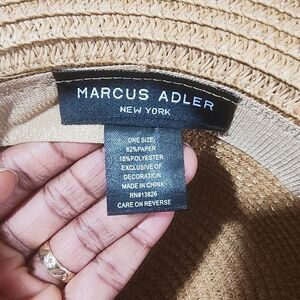 MARCUS ADLER
NEW YORK
ONE SIZE
82%PAPER
18%POLYESTER
EXCLUSIVE OF
DECORATION
MADE IN CHINA
RN#13826
CARE ON REVERSE